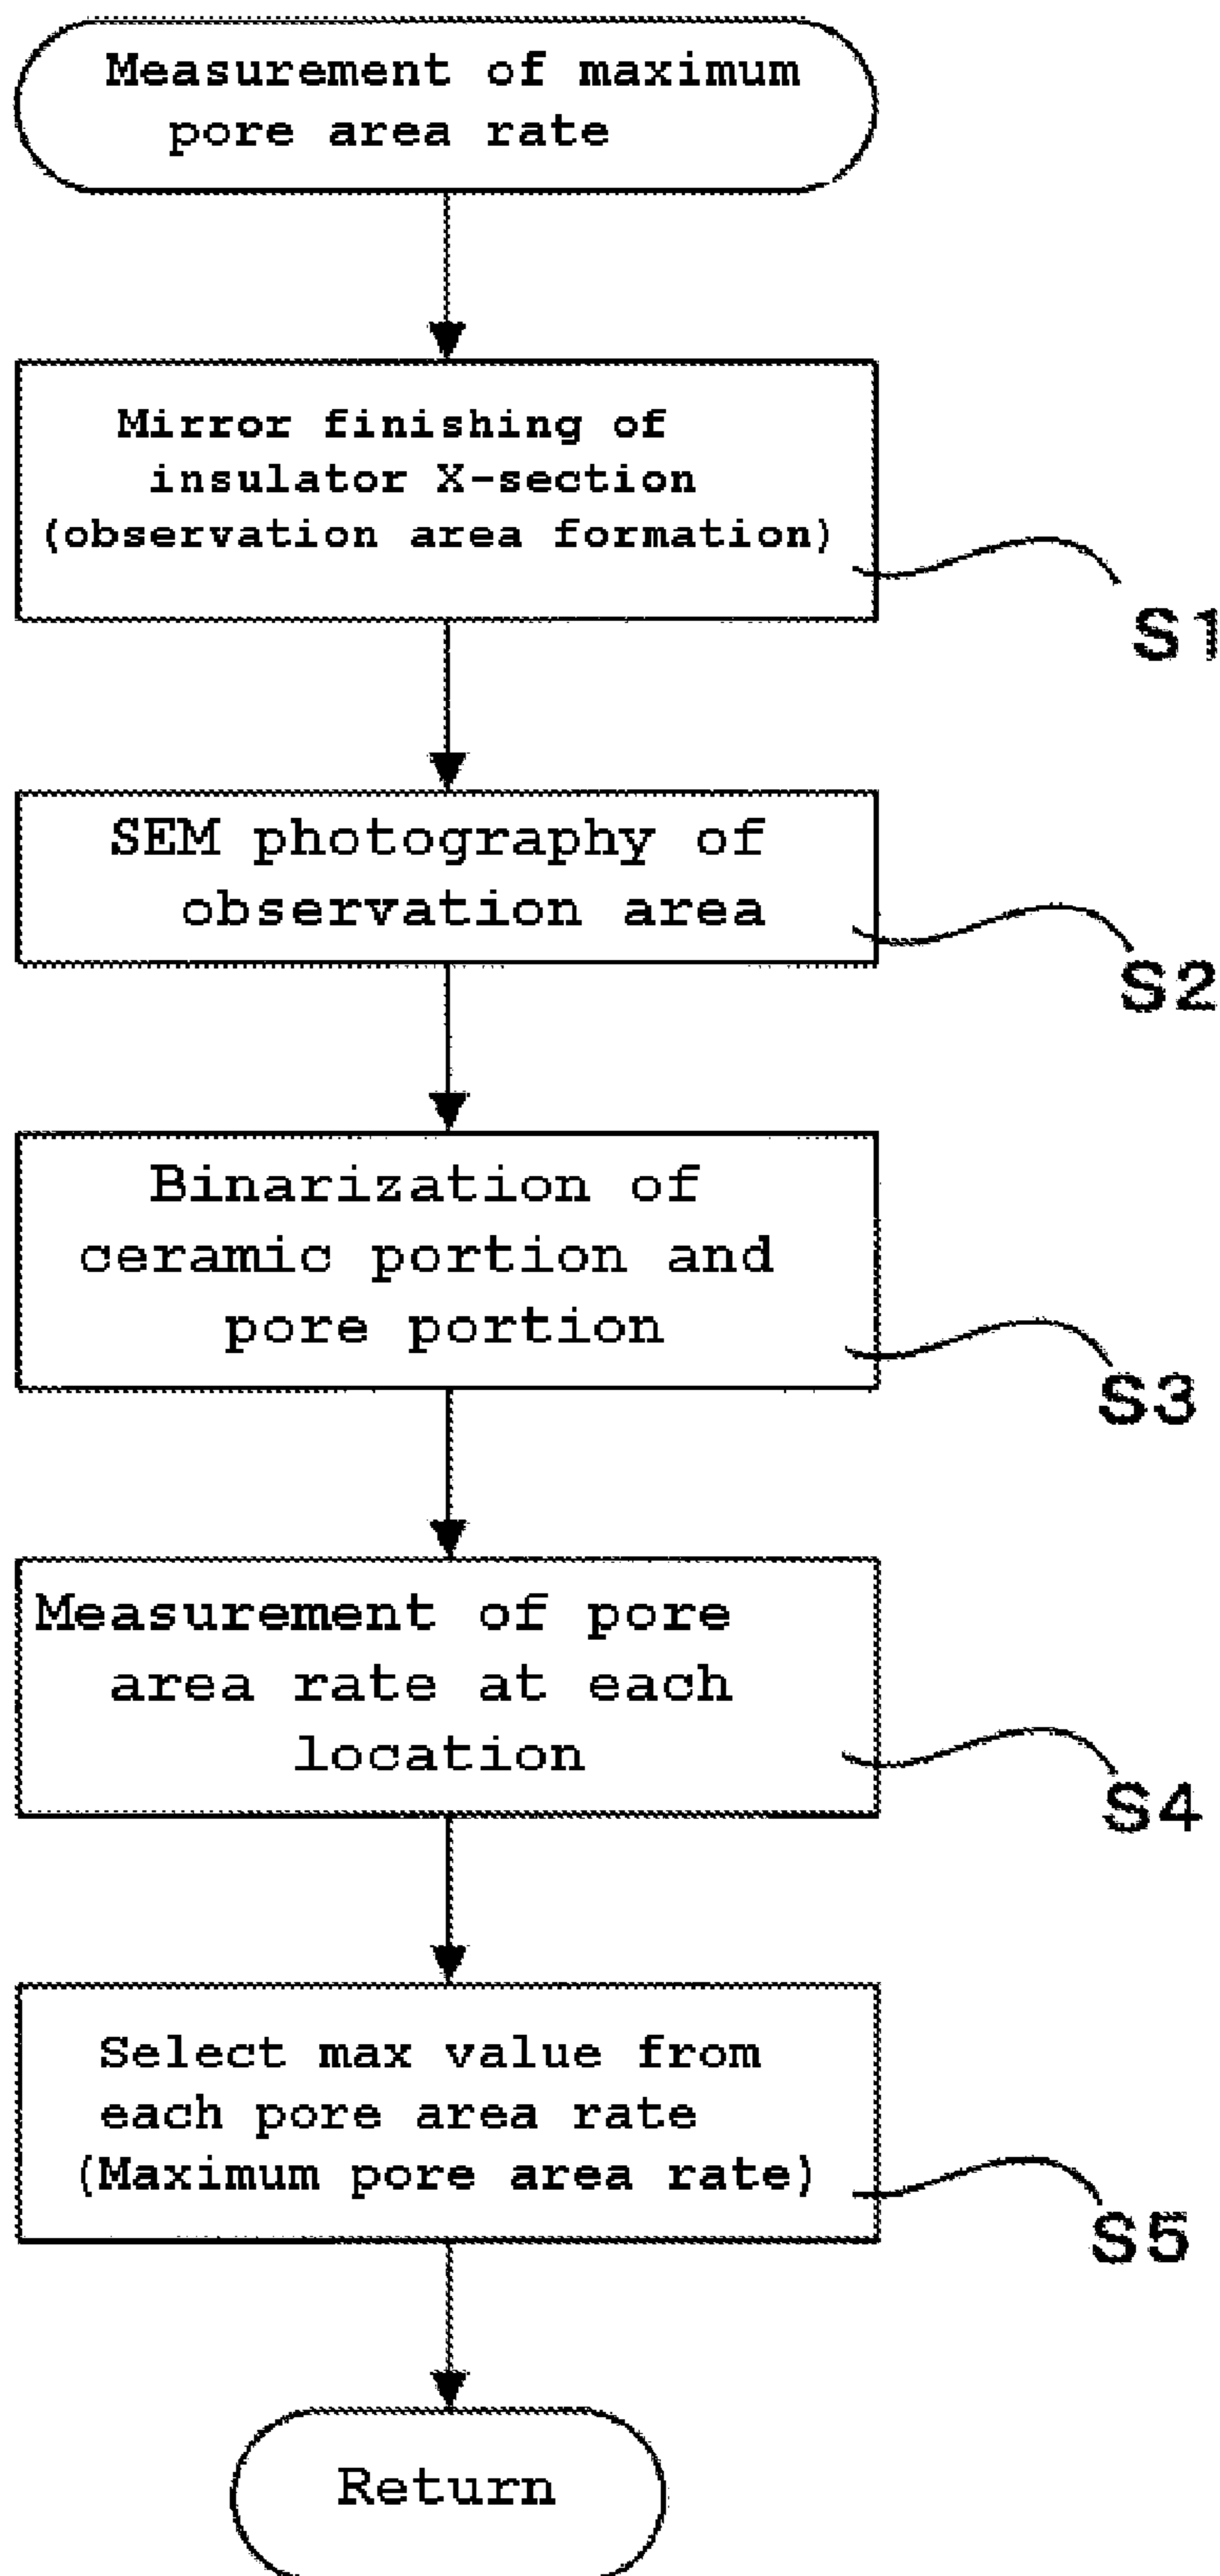 Measurement of maximum
pore area rate
Mirror finishing of
insulator X-section
(observation area formation)
S1
SEM photography of
observation area
S2
Binarization of
ceramic portion and
pore portion
S3
Measurement of pore
area rate at each
location
S4
Select max value from
each pore area rate
(Maximum pore area rate)
S5
Return